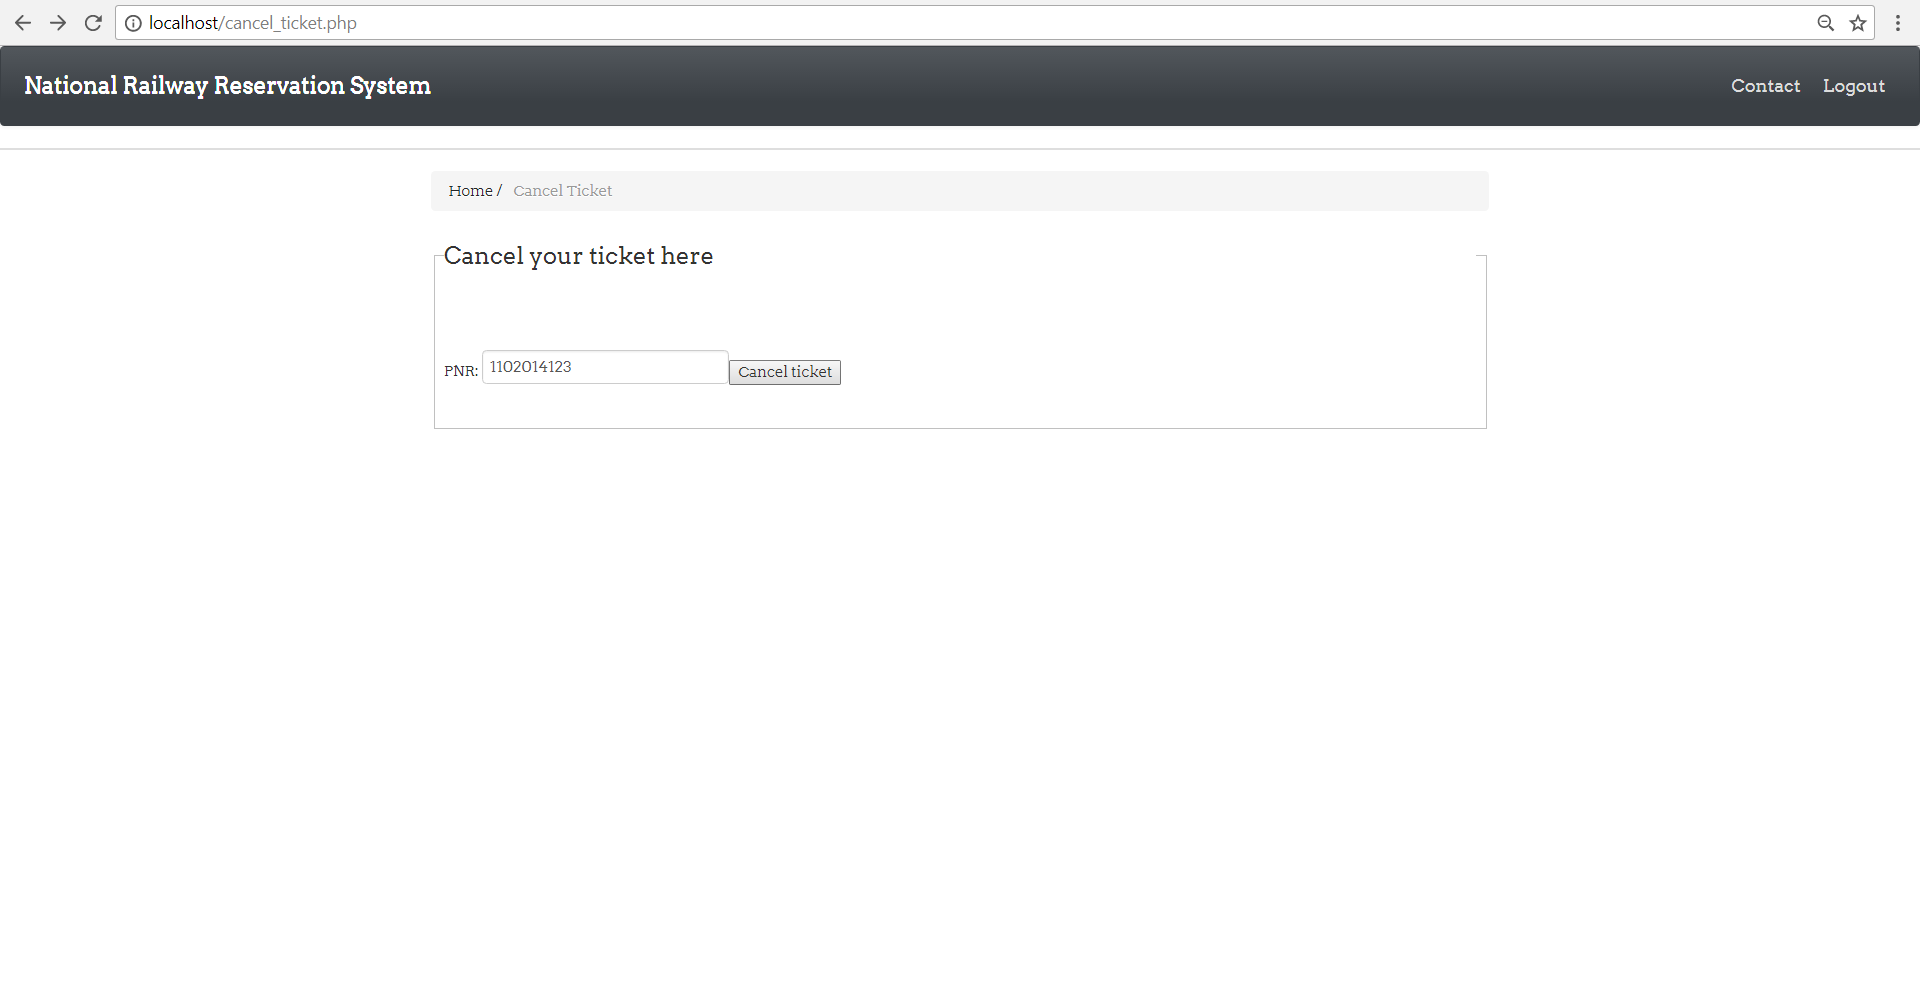 localhost/cancel_ticket.php
National Railway Reservation System
Contact Logout
Home / Cancel Ticket
Cancel your ticket here
PNR: 1102014123 Cancel ticket